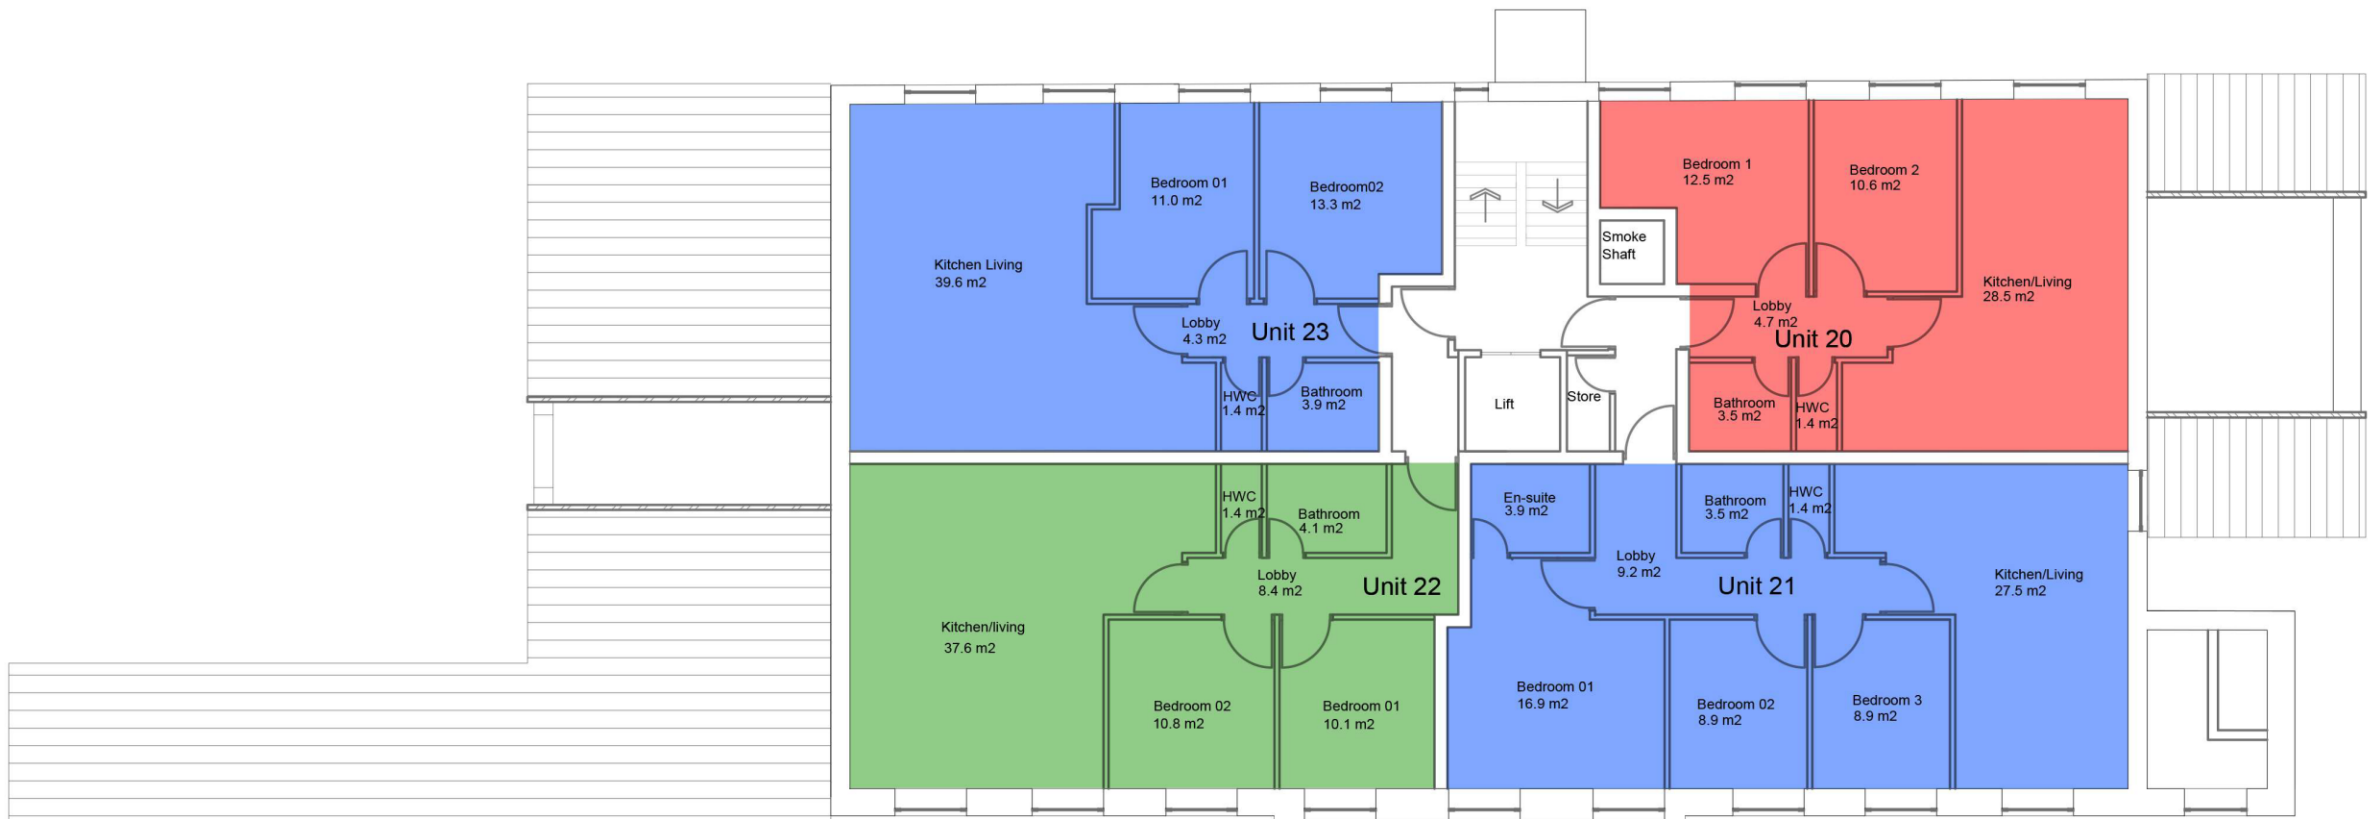 Bedroom 01
11.0 m2
Bedroom02
13.3 m2
Kitchen Living
39.6 m2
Lobby
4.3 m2
Unit 23
HWC
1.4 m2
Bathroom
3.9 m2
Smoke
Shaft
Lift
Store
Bedroom 1
12.5 m2
Bedroom 2
10.6 m2
Kitchen/Living
28.5 m2
Lobby
4.7 m2
Unit 20
Bathroom
3.5 m2
HWC
1.4 m2
HWC
1.4 m2
Bathroom
4.1 m2
Lobby
8.4 m2
Unit 22
Kitchen/living
37.6 m2
Bedroom 02
10.8 m2
Bedroom 01
10.1 m2
En-suite
3.9 m2
Bathroom
3.5 m2
HWC
1.4 m2
Lobby
9.2 m2
Unit 21
Kitchen/Living
27.5 m2
Bedroom 01
16.9 m2
Bedroom 02
8.9 m2
Bedroom 3
8.9 m2